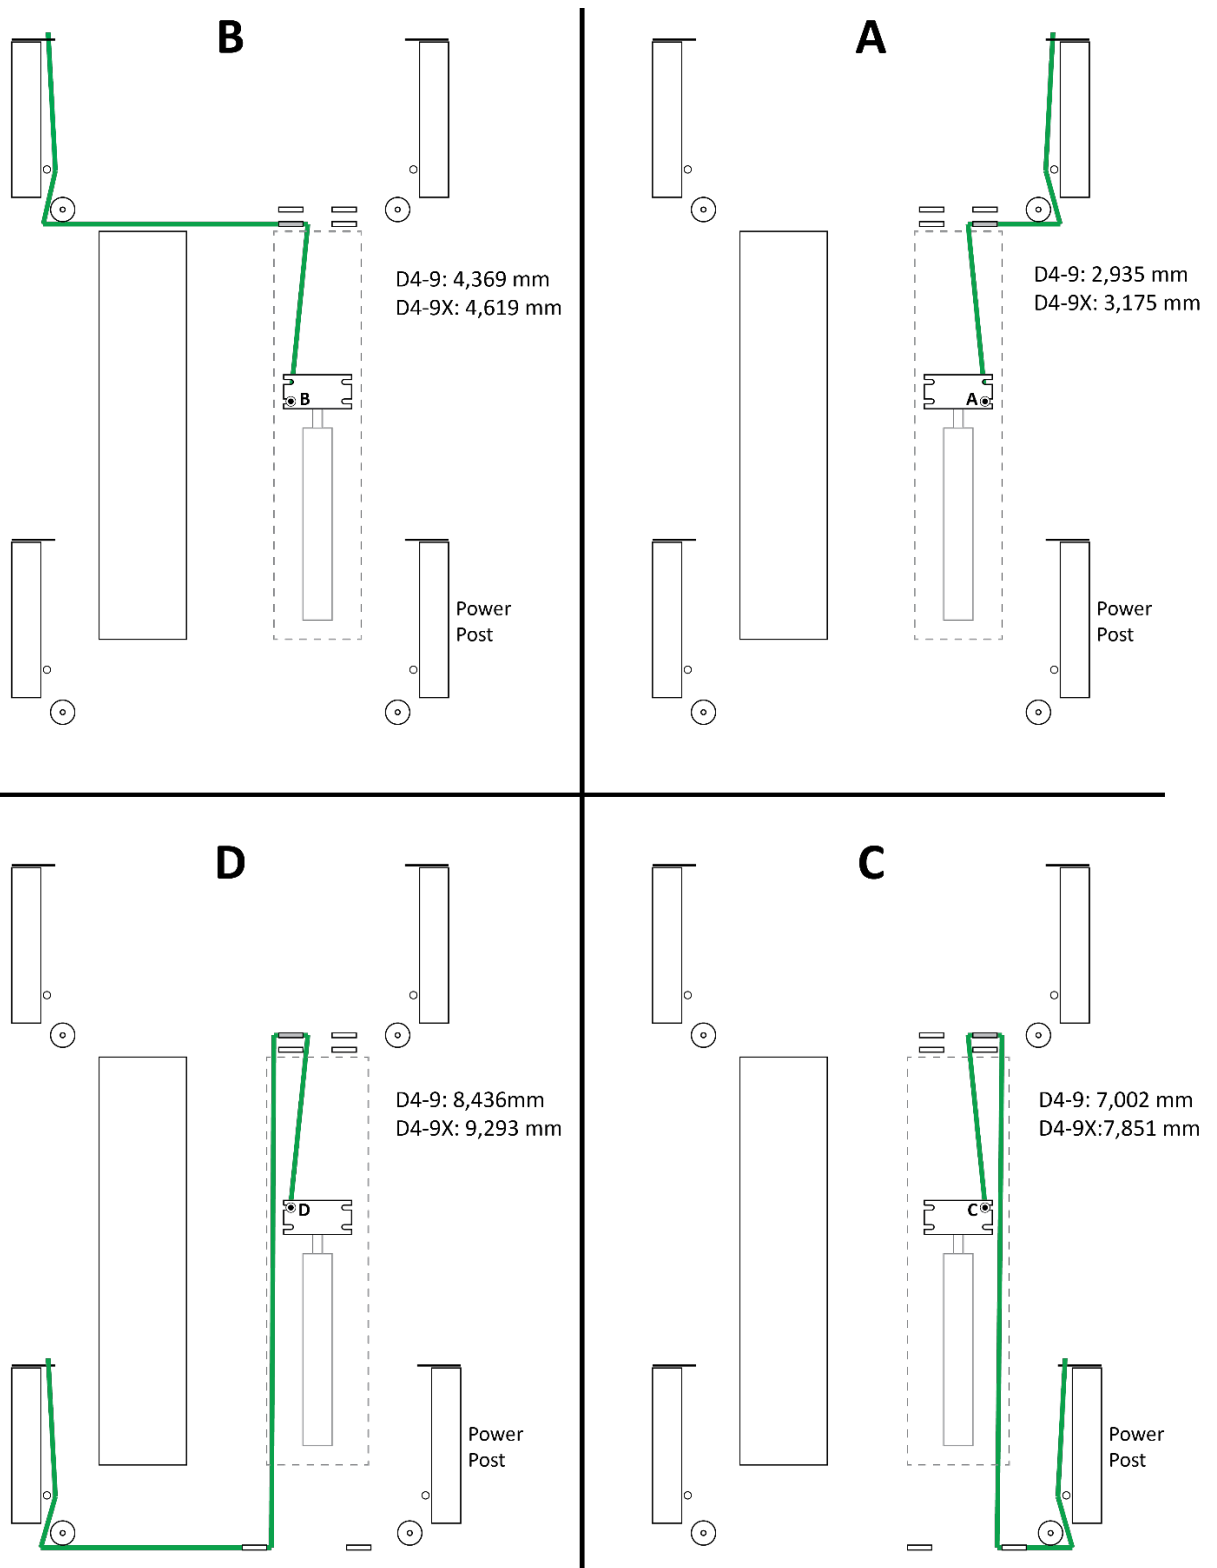 B
D4-9: 4,369 mm
D4-9X: 4,619 mm
B
Power
Post
A
D4-9: 2,935 mm
D4-9X: 3,175 mm
A
Power
Post
D
D4-9: 8,436mm
D4-9X: 9,293 mm
D
Power
Post
C
D4-9: 7,002 mm
D4-9X:7,851 mm
C
Power
Post